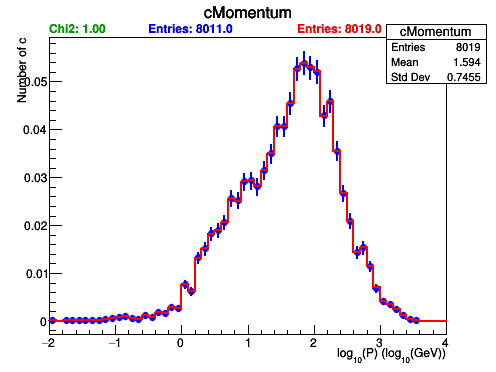 cMomentum
Chi2: 1.00 Entries: 8011.0 Entries: 8019.0
cMomentum
Entries 8019
Mean 1.594
Std Dev 0.7455
Number of c
0.05
0.04
0.03
0.02
0.01
0
−2 −1 0 1 2 3 4
log10(P) (log10(GeV))